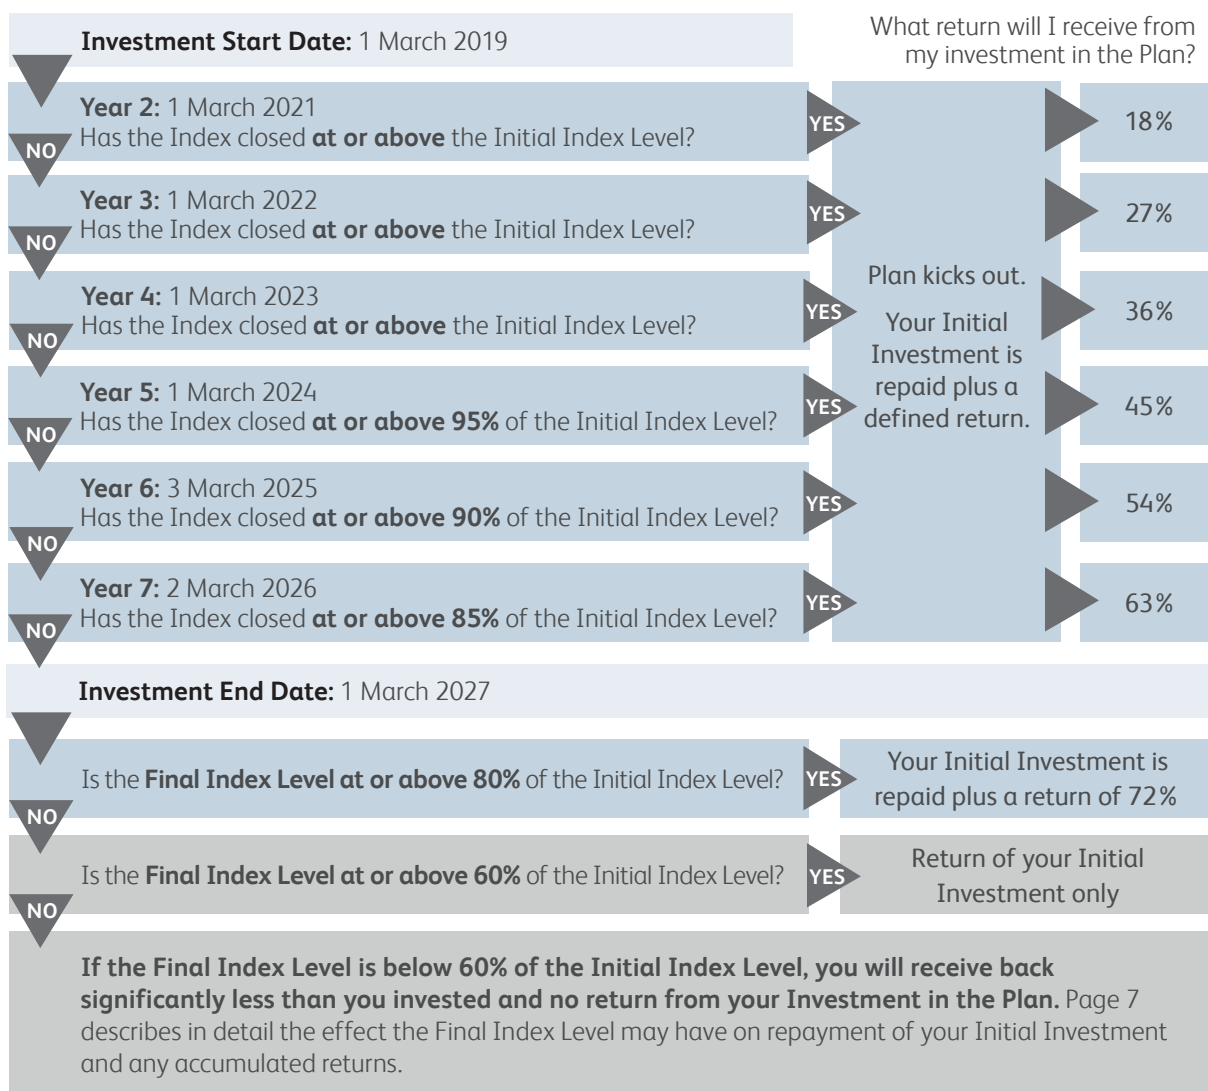 What return will I receive from
my investment in the Plan?
Investment Start Date: 1 March 2019
Year 2: 1 March 2021
Has the Index closed at or above the Initial Index Level?
YES
18%
NO
Year 3: 1 March 2022
Has the Index closed at or above the Initial Index Level?
YES
27%
NO
Year 4: 1 March 2023
Has the Index closed at or above the Initial Index Level?
YES
36%
NO
Plan kicks out.
Your Initial
Investment is
repaid plus a
defined return.
Year 5: 1 March 2024
Has the Index closed at or above 95% of the Initial Index Level?
YES
45%
NO
Year 6: 3 March 2025
Has the Index closed at or above 90% of the Initial Index Level?
YES
54%
NO
Year 7: 2 March 2026
Has the Index closed at or above 85% of the Initial Index Level?
YES
63%
NO
Investment End Date: 1 March 2027
Is the Final Index Level at or above 80% of the Initial Index Level?
YES
Your Initial Investment is
repaid plus a return of 72%
NO
Is the Final Index Level at or above 60% of the Initial Index Level?
YES
Return of your Initial
Investment only
NO
If the Final Index Level is below 60% of the Initial Index Level, you will receive back
significantly less than you invested and no return from your Investment in the Plan. Page 7
describes in detail the effect the Final Index Level may have on repayment of your Initial Investment
and any accumulated returns.